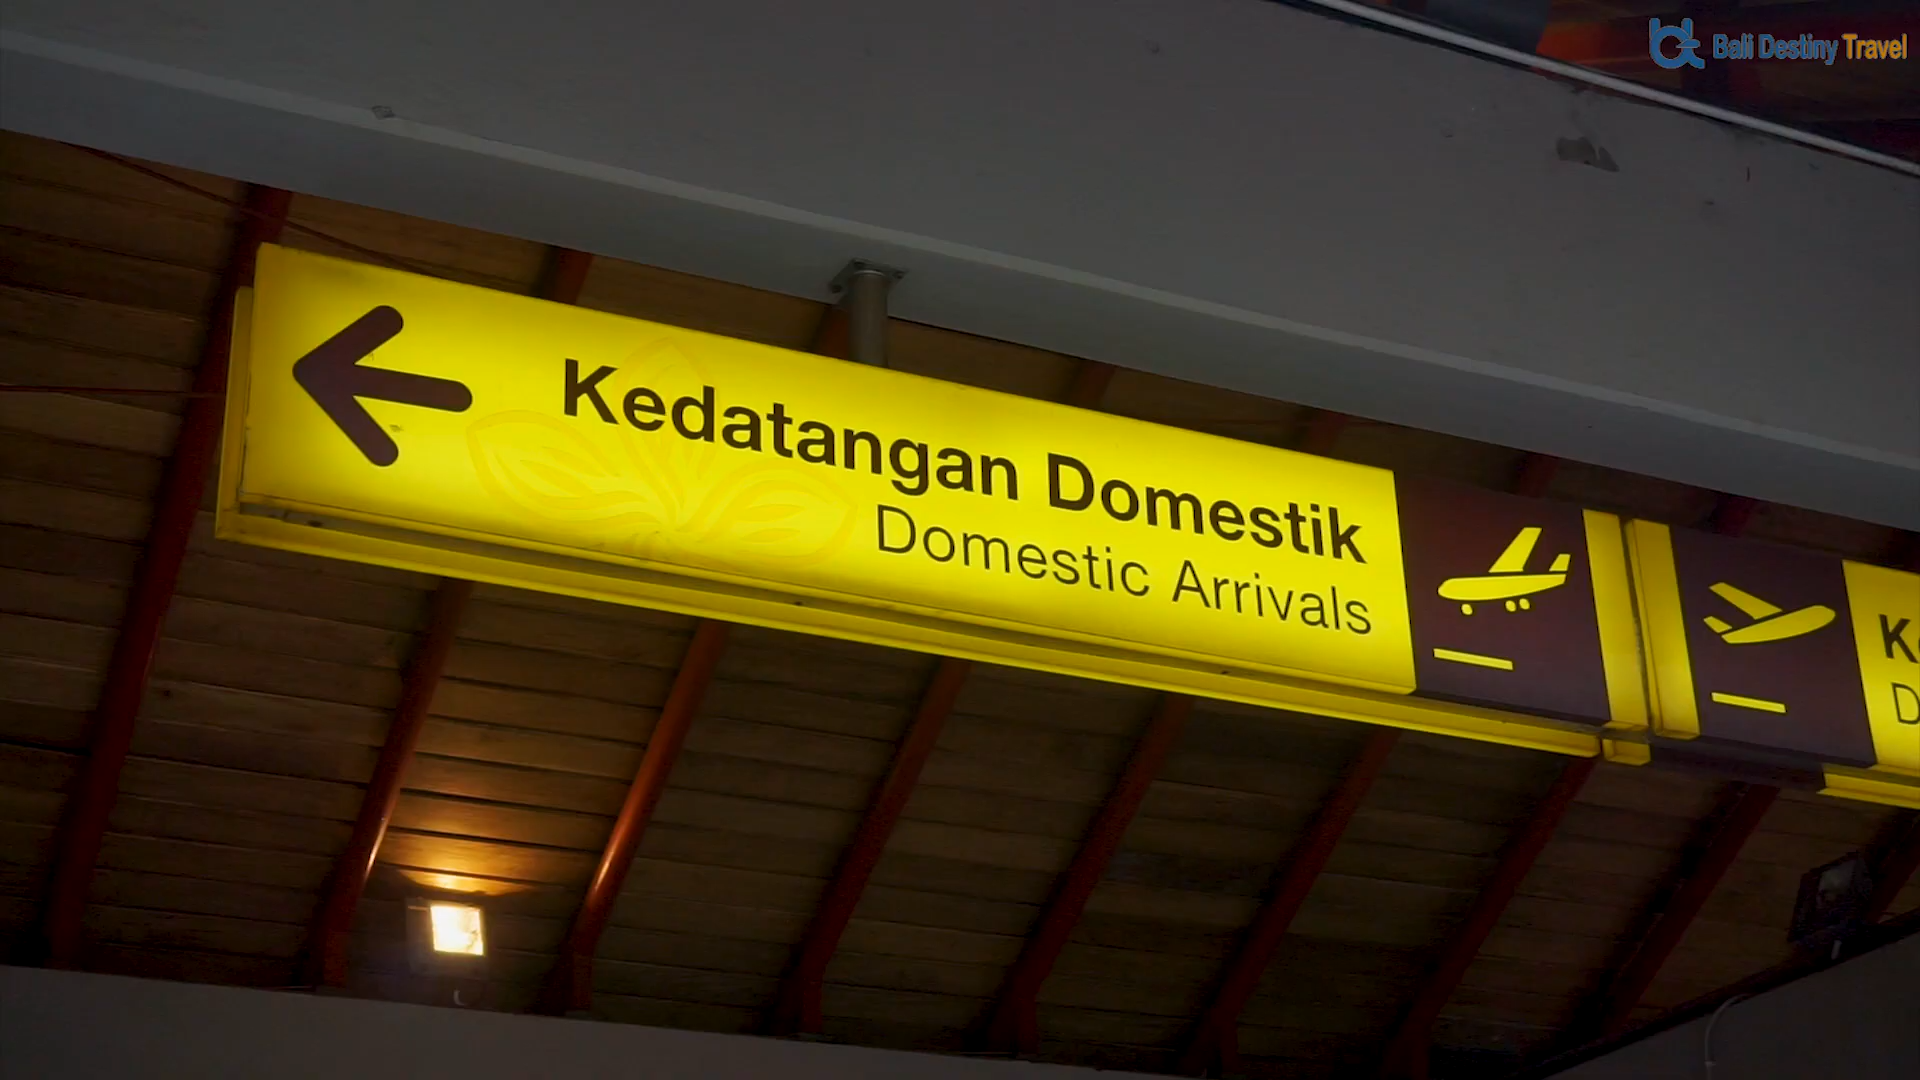 Bali Destiny Travel
Kedatangan Domestik
Domestic Arrivals